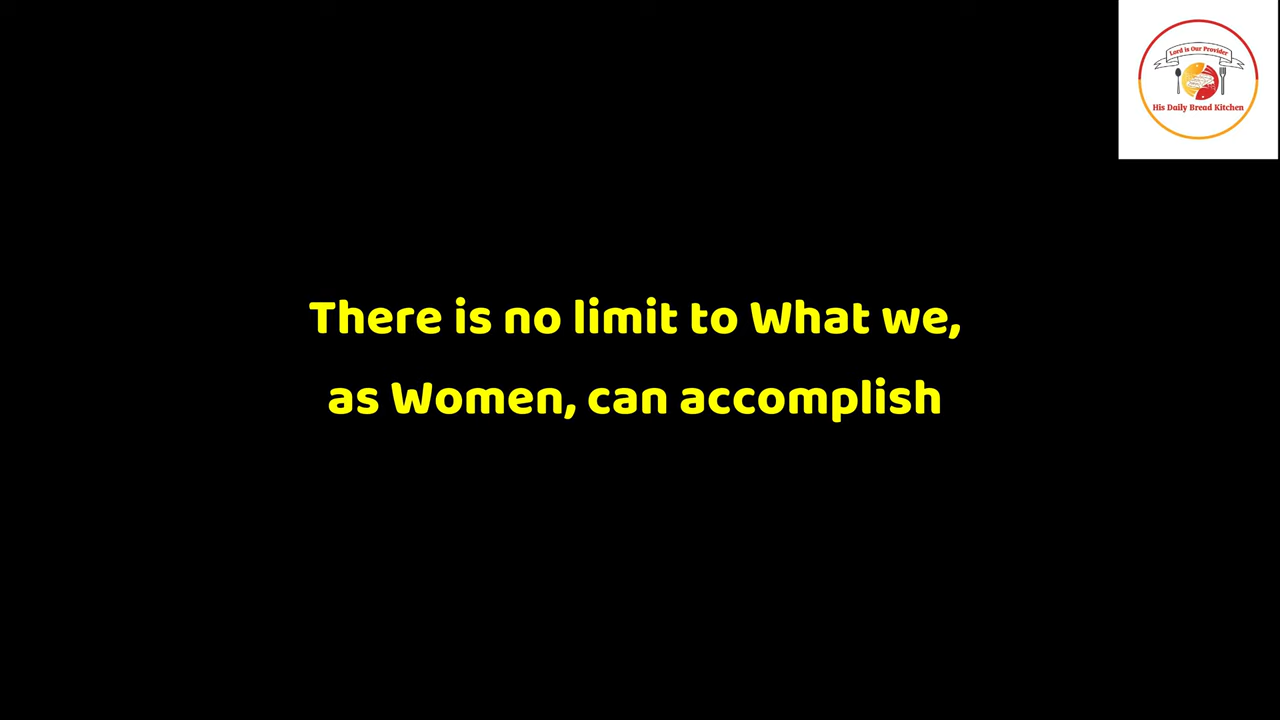 Lord is Our Provider
His Daily Bread Kitchen
There is no limit to What we,
as Women, can accomplish